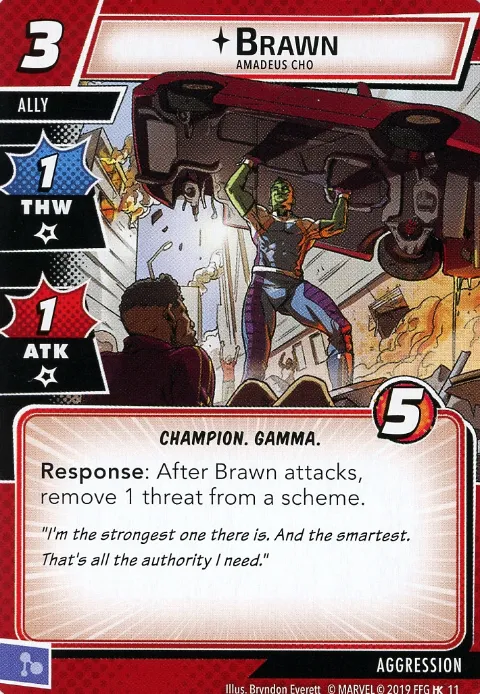 3
BRAWN
AMADEUS CHO
ALLY
1
THW
1
ATK
5
CHAMPION. GAMMA.
Response: After Brawn attacks,
remove 1 threat from a scheme.
"I'm the strongest one there is. And the smartest.
That's all the authority I need."
AGGRESSION
Illus. Bryndon Everett © MARVEL © 2019 FFG HK 11